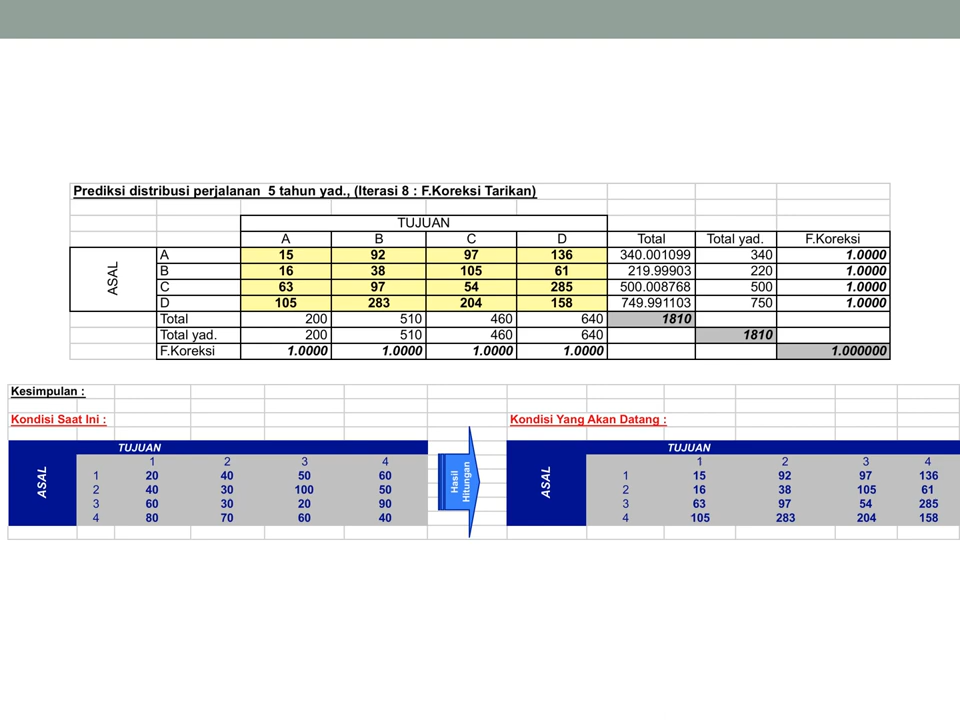 Prediksi distribusi perjalanan 5 tahun yad., (Iterasi 8 : F.Koreksi Tarikan)
TUJUAN
A B C D Total Total yad. F.Koreksi
ASAL
A 15 92 97 136 340.001099 340 1.0000
B 16 38 105 61 219.99903 220 1.0000
C 63 97 54 285 500.008768 500 1.0000
D 105 283 204 158 749.991103 750 1.0000
Total 200 510 460 640 1810
Total yad. 200 510 460 640 1810
F.Koreksi 1.0000 1.0000 1.0000 1.0000 1.000000
Kesimpulan :
Kondisi Saat Ini :
TUJUAN
ASAL
1 2 3 4
1 20 40 50 60
2 40 30 100 50
3 60 30 20 90
4 80 70 60 40
Hasil
Hitungan
Kondisi Yang Akan Datang :
TUJUAN
ASAL
1 2 3 4
1 15 92 97 136
2 16 38 105 61
3 63 97 54 285
4 105 283 204 158